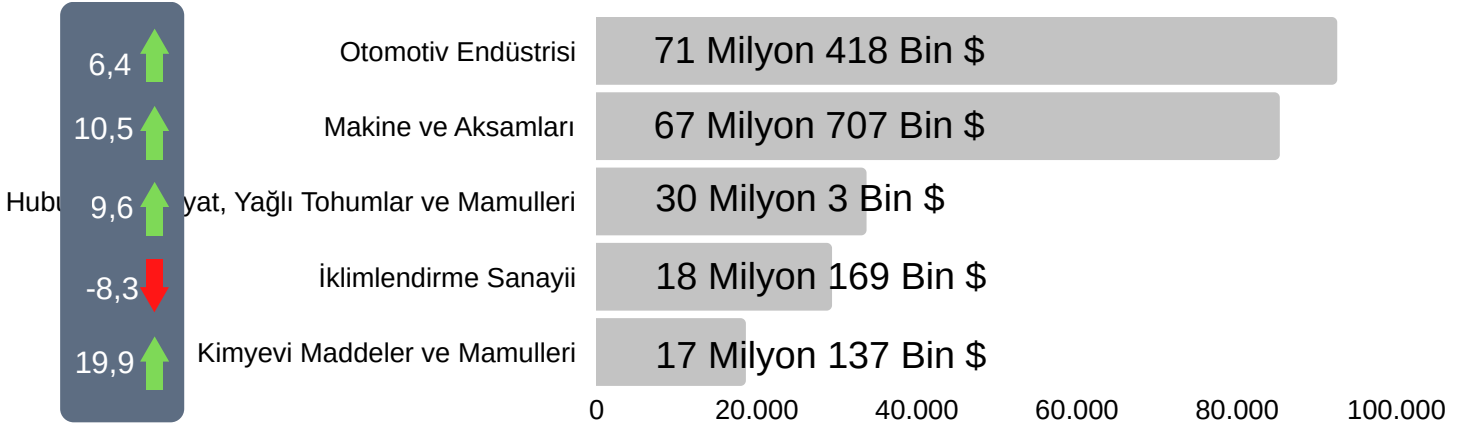 6,4 Otomotiv Endüstrisi 71 Milyon 418 Bin $
10,5 Makine ve Aksamları 67 Milyon 707 Bin $
9,6 Yağlı Tohumlar ve Mamulleri 30 Milyon 3 Bin $
-8,3 İklimlendirme Sanayii 18 Milyon 169 Bin $
19,9 Kimyevi Maddeler ve Mamulleri 17 Milyon 137 Bin $
0 20.000 40.000 60.000 80.000 100.000